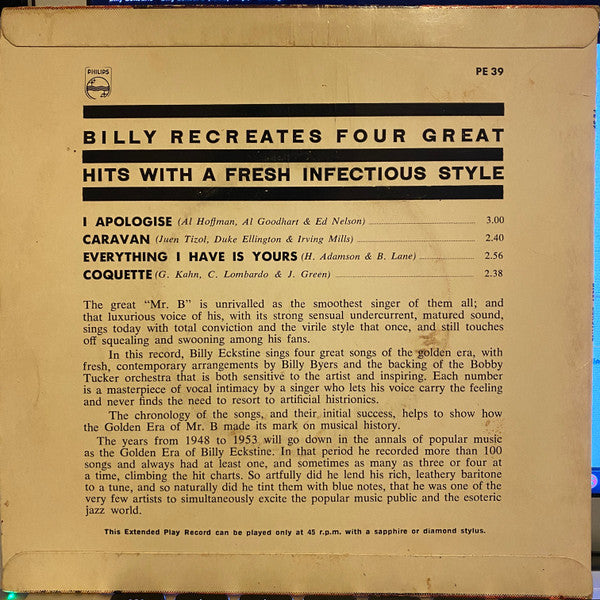 PHILIPS
PE 39
BILLY RECREATES FOUR GREAT
HITS WITH A FRESH INFECTIOUS STYLE
I APOLOGISE (Al Hoffman, Al Goodhart & Ed Nelson) 3.00
CARAVAN (Juen Tizol, Duke Ellington & Irving Mills) 2.40
EVERYTHING I HAVE IS YOURS (H. Adamson & B. Lane) 2.56
COQUETTE (G. Kahn, C. Lombardo & J. Green) 2.38
The great "Mr. B" is unrivalled as the smoothest singer of them all; and
that luxurious voice of his, with its strong sensual undercurrent, matured sound,
sings today with total conviction and the virile style that once, and still touches
off squealing and swooning among his fans.
In this record, Billy Eckstine sings four great songs of the golden era, with
fresh, contemporary arrangements by Billy Byers and the backing of the Bobby
Tucker orchestra that is both sensitive to the artist and inspiring. Each number
is a masterpiece of vocal intimacy by a singer who lets his voice carry the feeling
and never finds the need to resort to artificial histrionics.
The chronology of the songs, and their initial success, helps to show how
the Golden Era of Mr. B made its mark on musical history.
The years from 1948 to 1953 will go down in the annals of popular music
as the Golden Era of Billy Eckstine. In that period he recorded more than 100
songs and always had at least one, and sometimes as many as three or four at
a time, climbing the hit charts. So artfully did he lend his rich, leathery baritone
to a tune, and so naturally did he tint them with blue notes, that he was one of the
very few artists to simultaneously excite the popular music public and the esoteric
jazz world.
This Extended Play Record can be played only at 45 r.p.m. with a sapphire or diamond stylus.